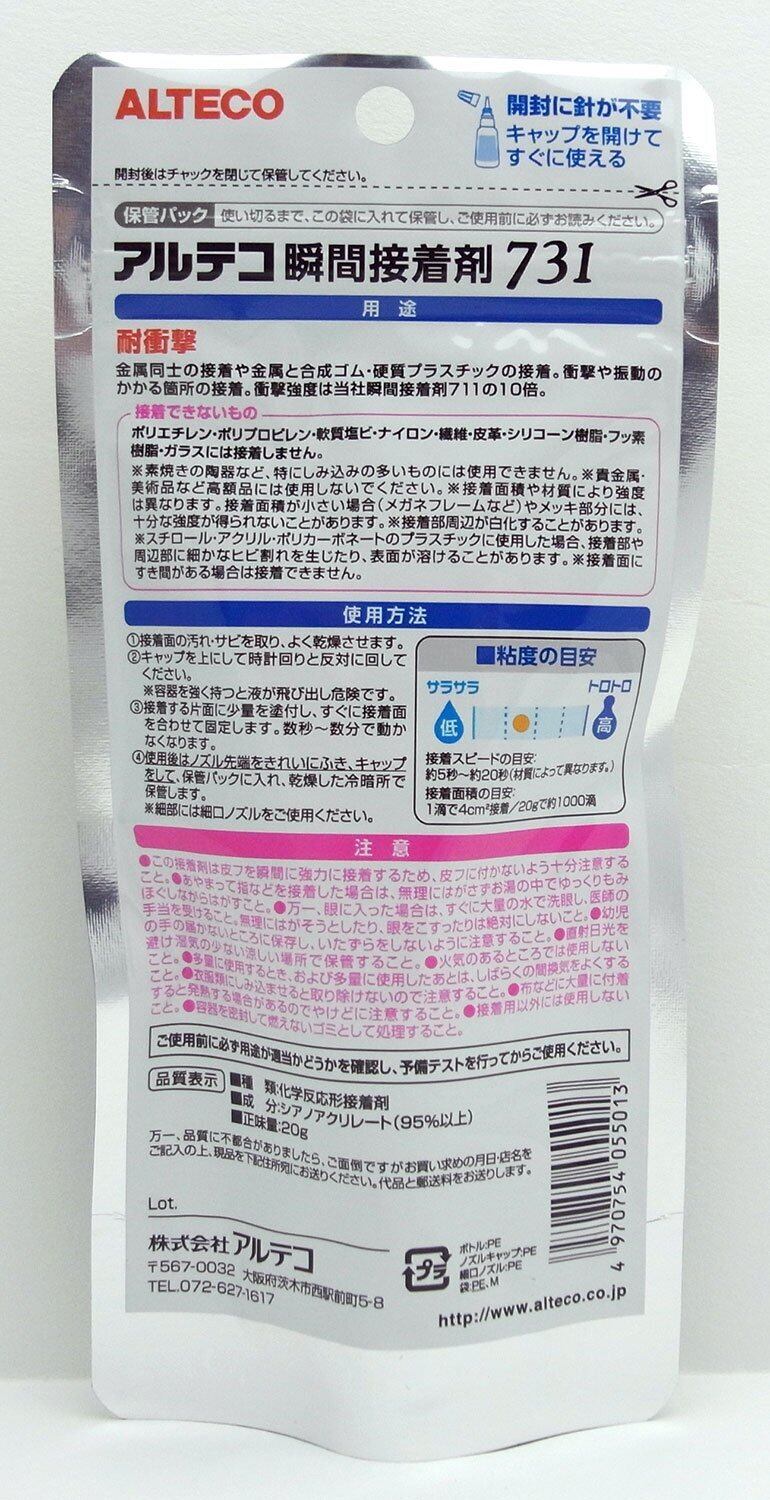 ALTECO
開封に針が不要
キャップを開けて
すぐに使える
開封後はチャックを閉じて保管してください。
保管パック 使い切るまで、この袋に入れて保管し、ご使用前に必ずお読みください。
アルテコ 瞬間接着剤 731
用途
耐衝撃
金属同士の接着や金属と合成ゴム・硬質プラスチックの接着。衝撃や振動の
かかる箇所の接着。衝撃強度は当社瞬間接着剤711の10倍。
接着できないもの
ポリエチレン・ポリプロピレン・軟質塩ビ・ナイロン・繊維・皮革・シリコーン樹脂・フッ素
樹脂・ガラスには接着しません。
※素焼きの陶器など、特にしみ込みの多いものには使用できません。※貴金属・
美術品など高額品には使用しないでください。※接着面積や材質により強度
は異なります。接着面積が小さい場合(メガネフレームなど)やメッキ部分には、
十分な強度が得られないことがあります。※接着部周辺が白化することがあります。
※スチロール・アクリル・ポリカーボネートのプラスチックに使用した場合、接着部や
周辺部に細かなヒビ割れを生じたり、表面が溶けることがあります。※接着面に
すき間がある場合は接着できません。
使用方法
①接着面の汚れ・サビを取り、よく乾燥させます。
②キャップを上にして時計回りと反対に回して
ください。
※容器を強く持つと液が飛び出し危険です。
③接着する片面に少量を塗付し、すぐに接着面
を合わせて固定します。数秒〜数分で動か
なくなります。
④使用後はノズル先端をきれいにふき、キャップ
をして、保管パックに入れ、乾燥した冷暗所で
保管します。
※細部には細口ノズルをご使用ください。
■粘度の目安
サラサラ トロトロ
低 高
接着スピードの目安:
約5秒〜約20秒(材質によって異なります。)
接着面積の目安:
1滴で4cm²接着/20gで約1000滴
注意
●この接着剤は皮フを瞬間に強力に接着するため、皮フに付かないよう十分注意する
こと。●あやまって指などを接着した場合は、無理にはがさずお湯の中でゆっくりもみ
ほぐしながらはがすこと。●万一、眼に入った場合は、すぐに大量の水で洗眼し、医師の
手当を受けること。無理にはがそうとしたり、眼をこすったりは絶対にしないこと。●幼児
の手の届かないところに保存し、いたずらをしないように注意すること。●直射日光を
避け湿気の少ない涼しい場所で保管すること。●火気のあるところでは使用しない
こと。●多量に使用するとき、および多量に使用したあとは、しばらくの間換気をよくする
こと。●衣服類にしみ込ませると取り除けないので注意すること。●布などに大量に付着
すると発熱する場合があるのでやけどに注意すること。●接着用以外には使用しない
こと。●容器を密封して燃えないゴミとして処理すること。
ご使用前に必ず用途が適当かどうかを確認し、予備テストを行ってからご使用ください。
品質表示
■種 類:化学反応形接着剤
■成 分:シアノアクリレート(95%以上)
■正味量:20g
万一、品質に不都合がありましたら、ご面倒ですがお買い求めの月日・店名を
ご記入の上、現品を下記住所宛にお送りください。代品と郵送料をお送りします。
Lot.
株式会社 アルテコ
〒567-0032 大阪府茨木市西駅前町5-8
TEL.072-627-1617
プラ
ボトル:PE
ノズルキャップ:PE
細口ノズル:PE
袋:PE、M
4 970754 055013
http://www.alteco.co.jp